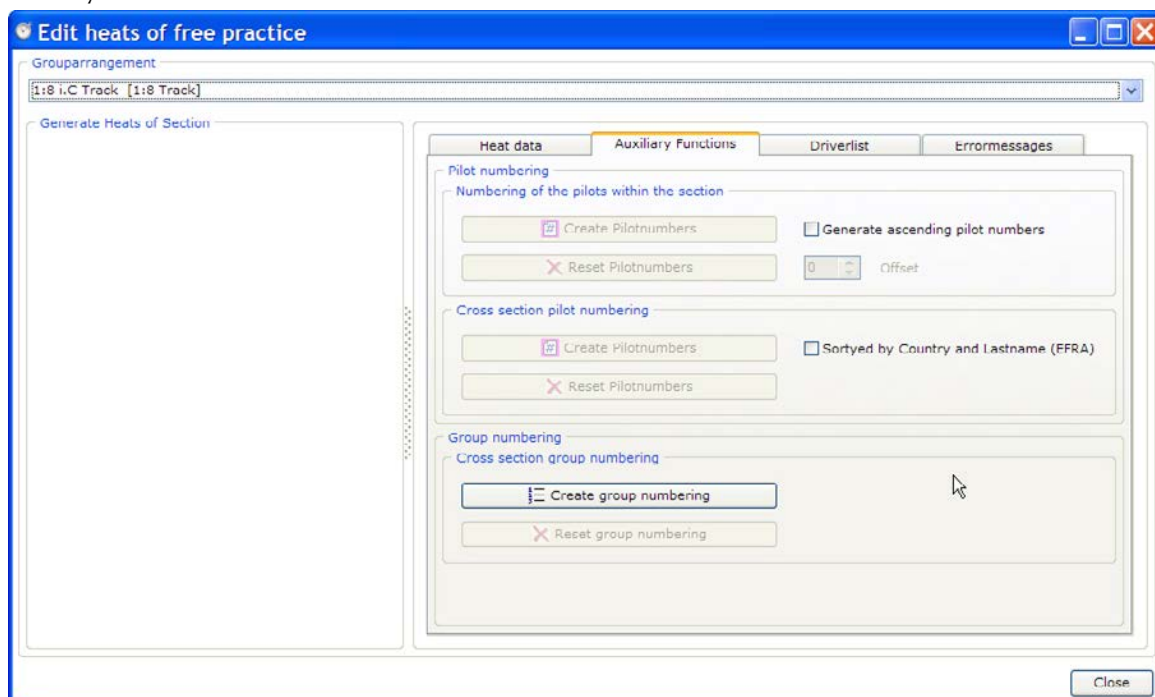 Edit heats of free practice
Grouparrangement
1:8 i.C Track [1:8 Track]
Generate Heats of Section
Heat data Auxiliary Functions Driverlist Errormessages
Pilot numbering
Numbering of the pilots within the section
Create Pilotnumbers Generate ascending pilot numbers
Reset Pilotnumbers 0 Offset
Cross section pilot numbering
Create Pilotnumbers Sortyed by Country and Lastname (EFRA)
Reset Pilotnumbers
Group numbering
Cross section group numbering
Create group numbering
Reset group numbering
Close